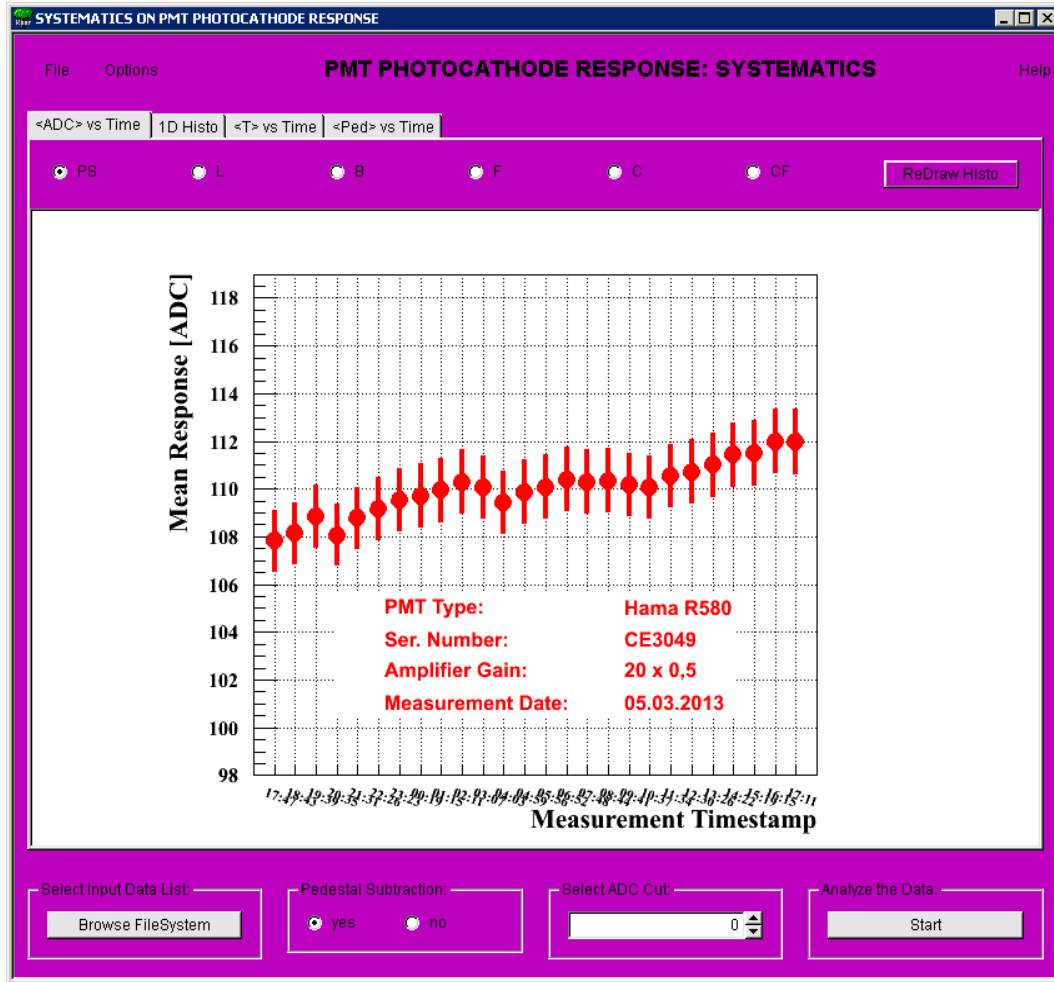 SYSTEMATICS ON PMT PHOTOCATHODE RESPONSE
File Options PMT PHOTOCATHODE RESPONSE: SYSTEMATICS Help
<ADC> vs Time 1D Histo <T> vs Time <Ped> vs Time
PS L B F C CF ReDraw Histo
Mean Response [ADC]
118
116
114
112
110
108
106
104
102
100
98
PMT Type: Hama R580
Ser. Number: CE3049
Amplifier Gain: 20 x 0,5
Measurement Date: 05.03.2013
Measurement Timestamp
Select Input Data List: Pedestal Subtraction: Select ADC Cut: Analyze the Data:
Browse FileSystem yes no 0 Start